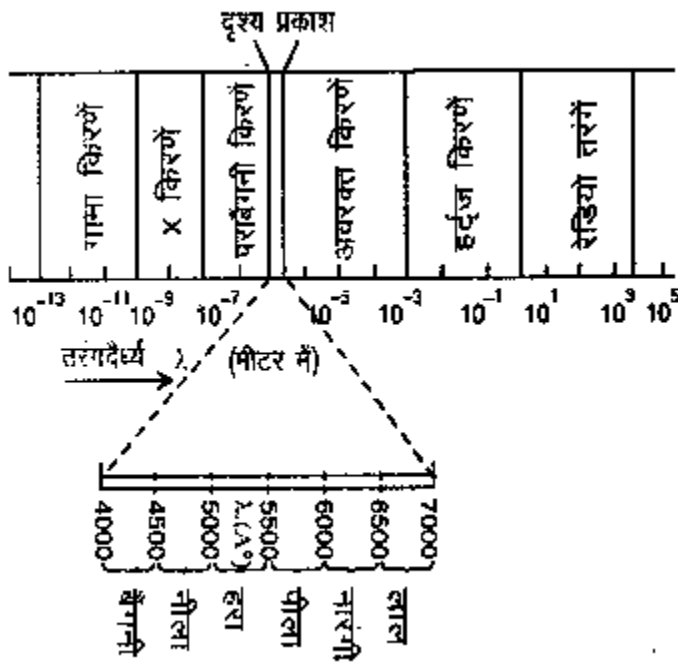 दृश्य प्रकाश
गामा किरणें
X किरणें
पराबैंगनी किरणें
अवरक्त किरणें
हर्ट्ज किरणें
रेडियो तरंगें
10⁻¹³ 10⁻¹¹ 10⁻⁹ 10⁻⁷ 10⁻⁵ 10⁻³ 10⁻¹ 10¹ 10³ 10⁵
तरंगदैर्ध्य λ (मीटर में)
4000 4500 5000 5500 6000 6500 7000
λ (A°)
बैंगनी
नीला
हरा
पीला
नारंगी
लाल